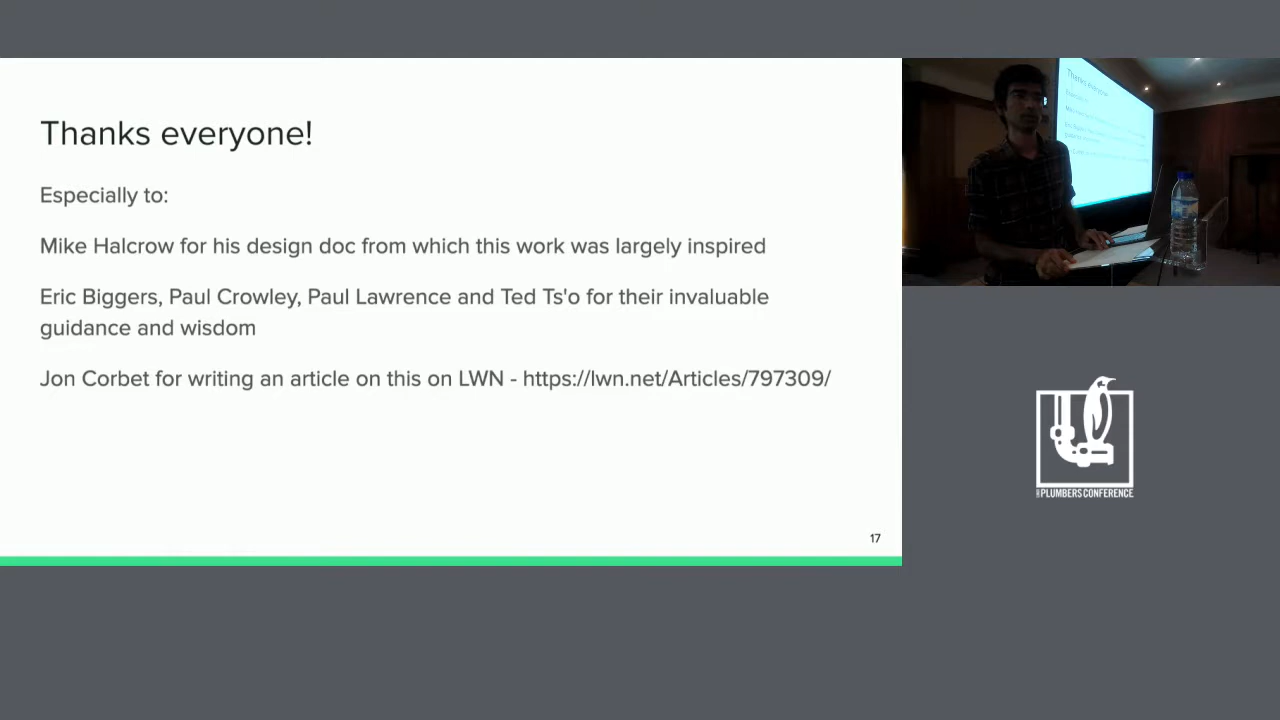 Thanks everyone!
Especially to:
Mike Halcrow for his design doc from which this work was largely inspired
Eric Biggers, Paul Crowley, Paul Lawrence and Ted Ts'o for their invaluable
guidance and wisdom
Jon Corbet for writing an article on this on LWN - https://lwn.net/Articles/797309/
17
Thanks everyone!
PLUMBERS CONFERENCE